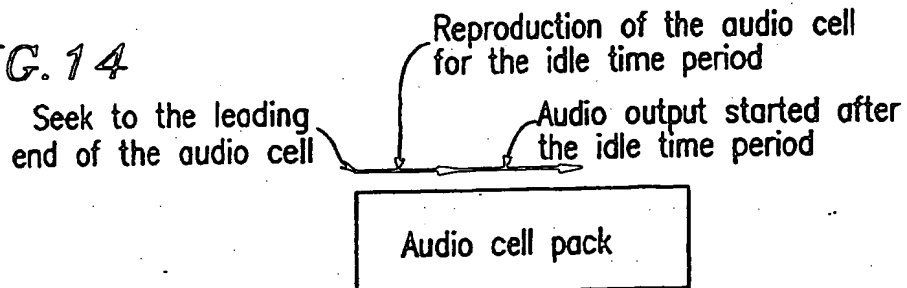 G. 14
Reproduction of the audio cell
for the idle time period
Seek to the leading
end of the audio cell
Audio output started after
the idle time period
Audio cell pack